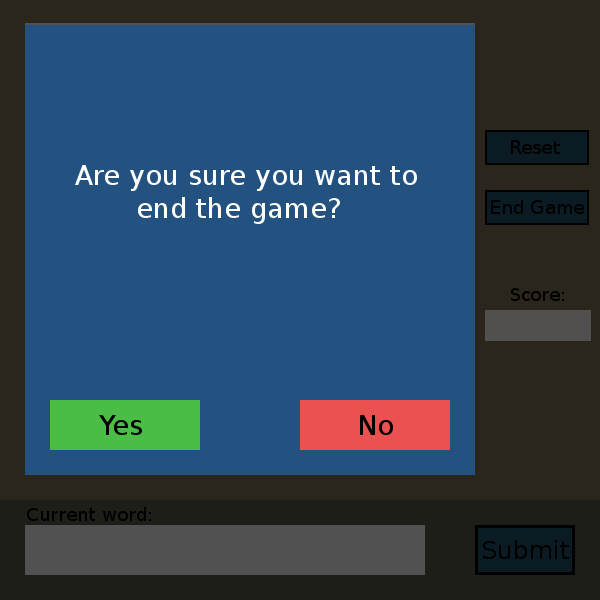 Reset
Are you sure you want to
end the game?
End Game
Score:
Yes
No
Current word:
Submit